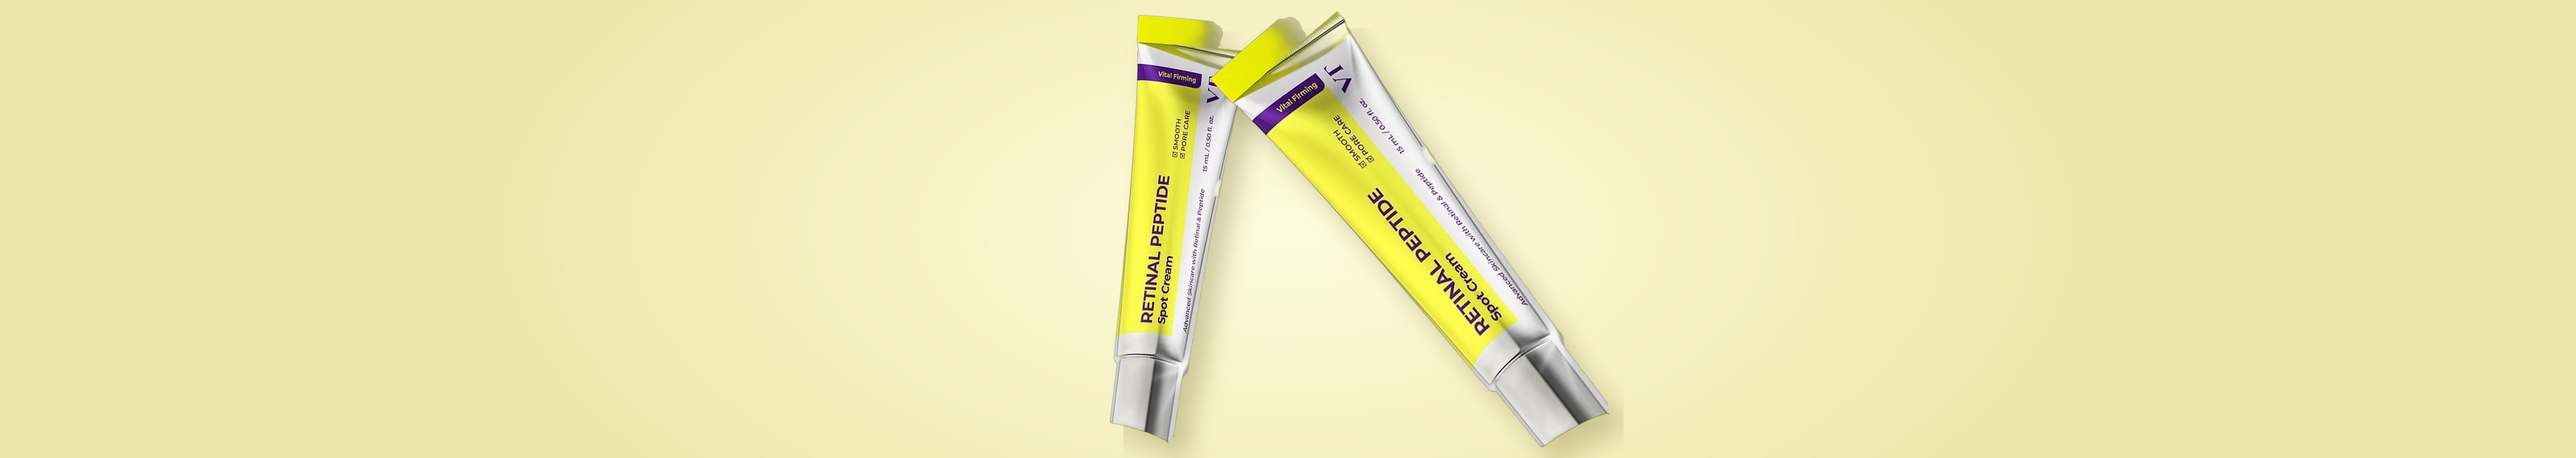 Vital Firming
SMOOTH
PORE CARE
15 mL / 0.50 fl. oz.
RETINAL PEPTIDE
Spot Cream
Advanced Skincare with Retinal & Peptide
Vital Firming
VT
SMOOTH
PORE CARE
15 mL / 0.50 fl. oz.
RETINAL PEPTIDE
Spot Cream
Advanced Skincare with Retinal & Peptide